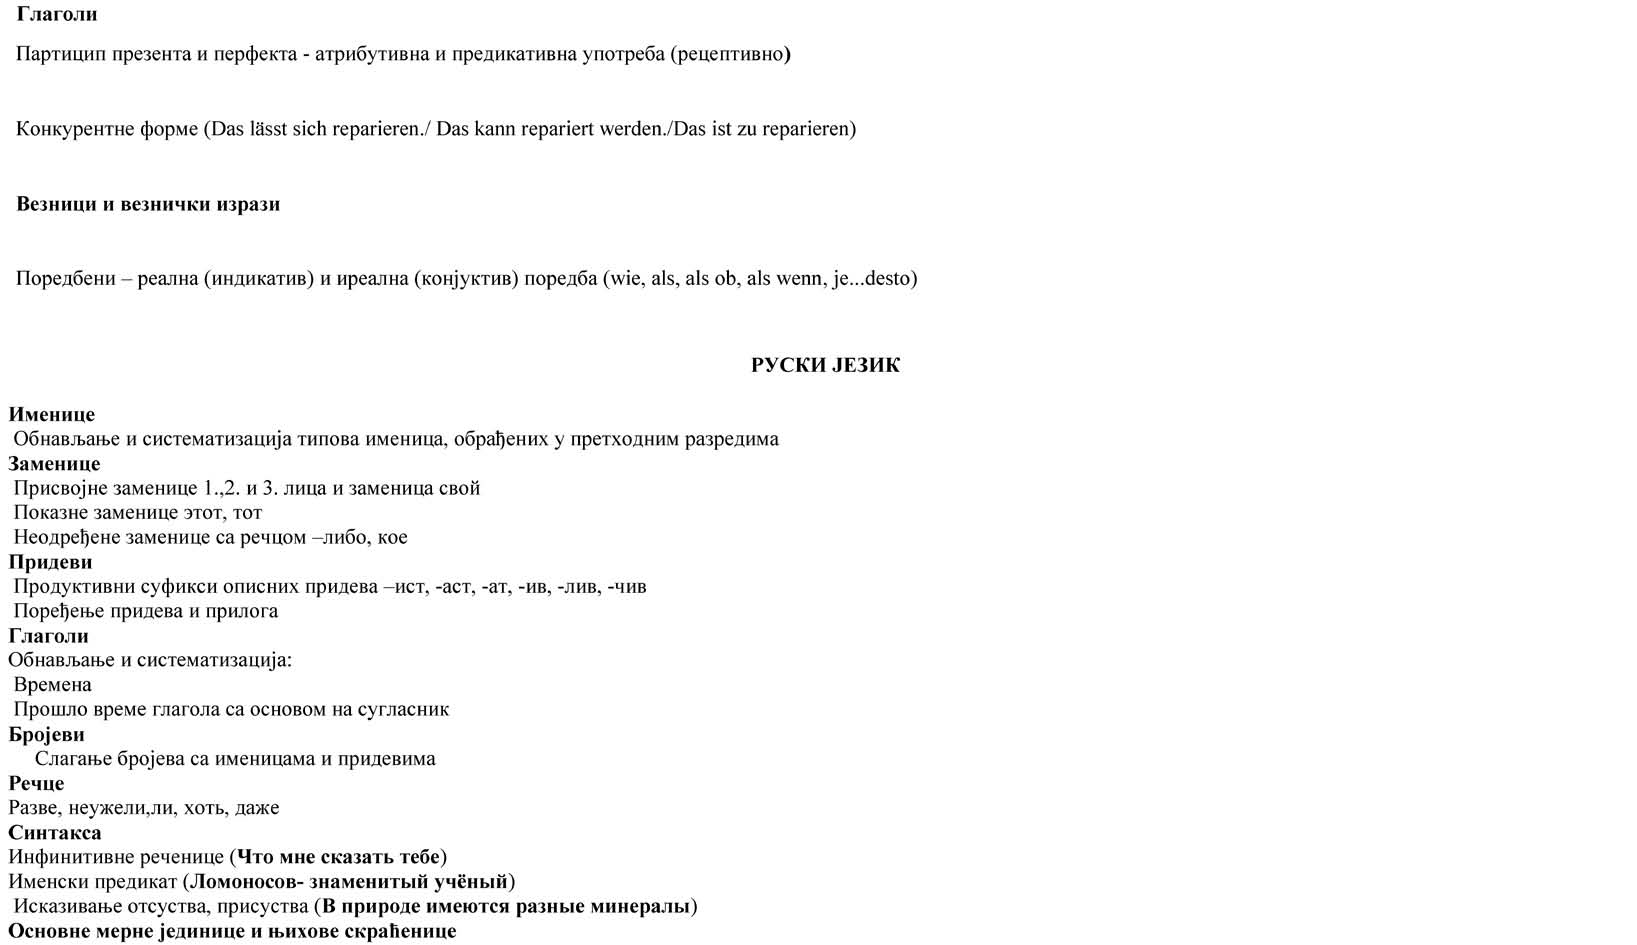 Глаголи
Партицип презента и перфекта - атрибутивна и предикативна употреба (рецептивно)
Конкурентне форме (Das lässt sich reparieren./ Das kann repariert werden./Das ist zu reparieren)
Везници и везнички изрази
Поредбени – реална (индикатив) и иреална (конјуктив) поредба (wie, als, als ob, als wenn, je...desto)
РУСКИ ЈЕЗИК
Именице
Обнављање и систематизација типова именица, обрађених у претходним разредима
Заменице
Присвојне заменице 1.,2. и 3. лица и заменица свой
Показне заменице этот, тот
Неодређене заменице са речцом –либо, кое
Придеви
Продуктивни суфикси описних придева –ист, -аст, -ат, -ив, -лив, -чив
Поређење придева и прилога
Глаголи
Обнављање и систематизација:
Времена
Прошло време глагола са основом на сугласник
Бројеви
Слагање бројева са именицама и придевима
Речце
Разве, неужели,ли, хоть, даже
Синтакса
Инфинитивне реченице (Что мне сказать тебе)
Именски предикат (Ломоносов- знаменитый учёный)
Исказивање отсуства, присуства (В природе имеются разные минералы)
Основне мерне јединице и њихове скраћенице